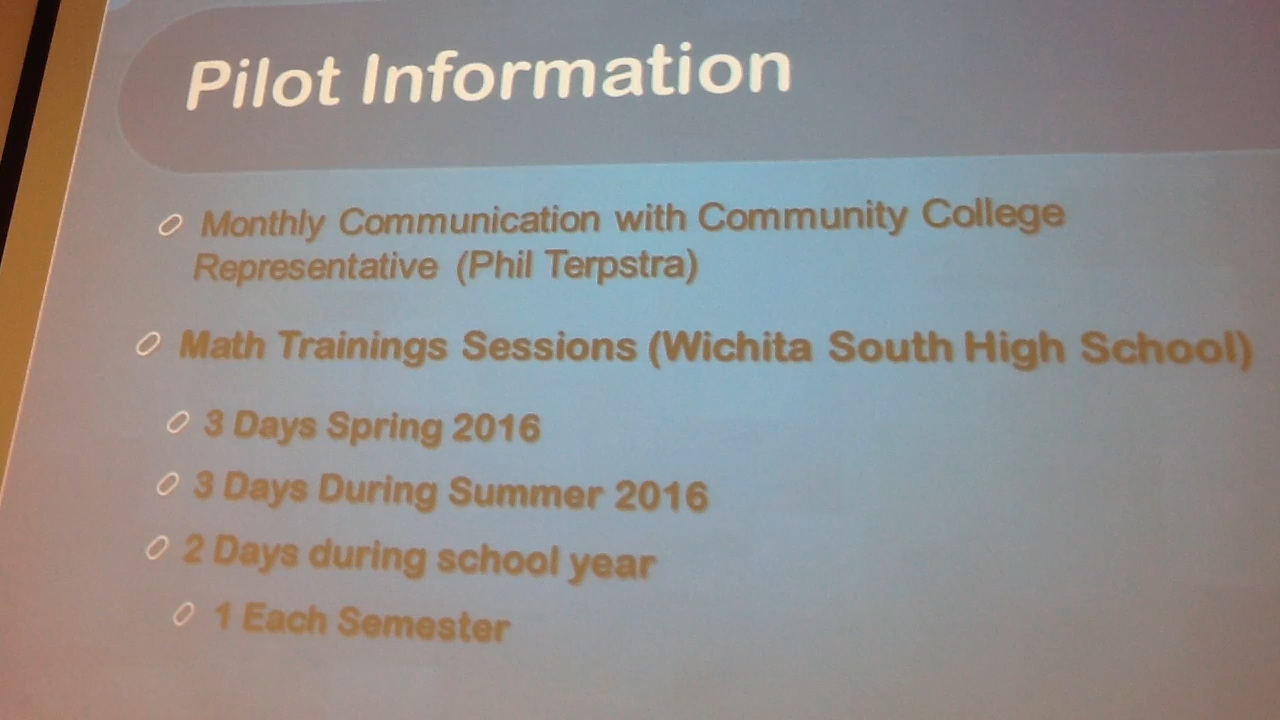 Pilot Information
Monthly Communication with Community College
Representative (Phil Terpstra)
Math Trainings Sessions (Wichita South High School)
3 Days Spring 2016
3 Days During Summer 2016
2 Days during school year
1 Each Semester